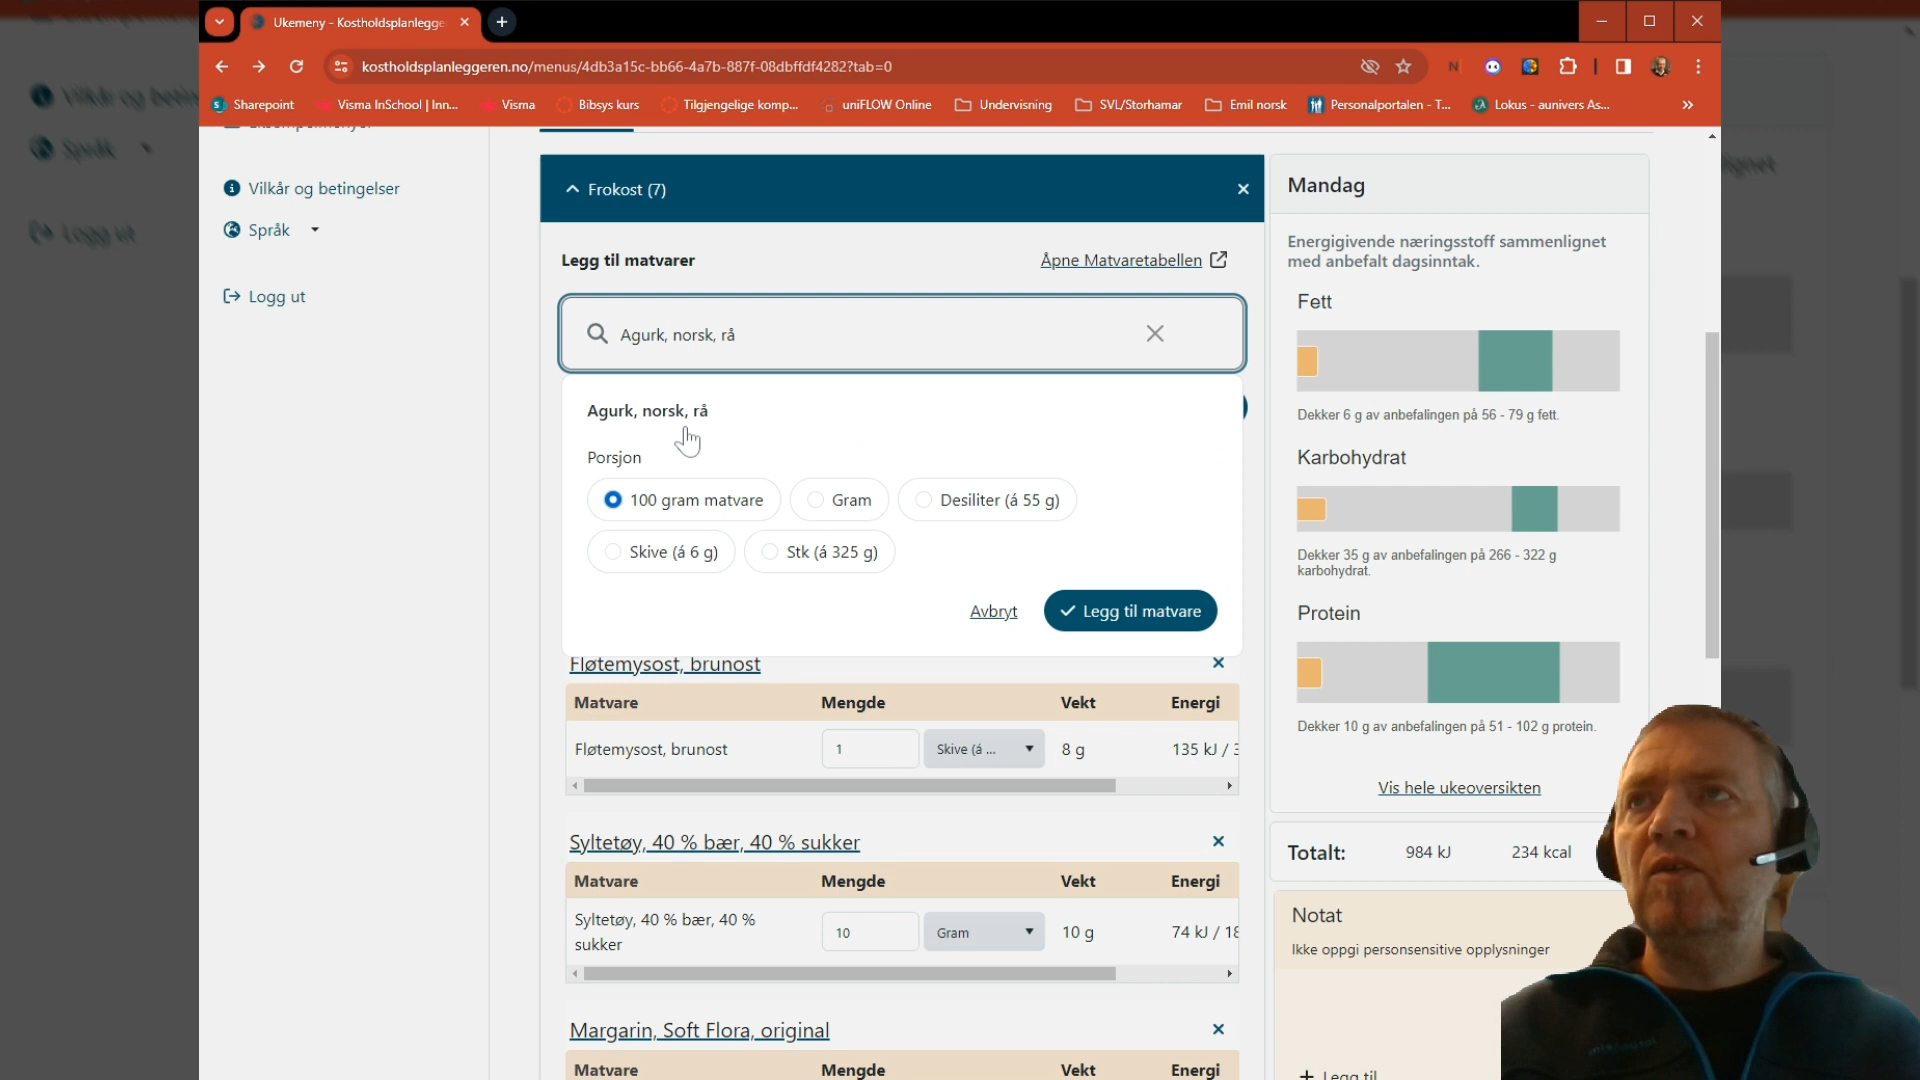 Ukemeny - Kostholdsplanlegge
kostholdsplanleggeren.no/menus/4db3a15c-bb66-4a7b-887f-08dbffdf4282?tab=0
Sharepoint
Visma InSchool | Inn...
Visma
Bibsys kurs
Tilgjengelige komp...
uniFLOW Online
Undervisning
SVL/Storhamar
Emil norsk
Personalportalen - T...
Lokus - aunivers As...
Vilkår og betingelser
Språk
Logg ut
Frokost (7)
Legg til matvarer
Åpne Matvaretabellen
Agurk, norsk, rå
Agurk, norsk, rå
Porsjon
100 gram matvare
Gram
Desiliter (á 55 g)
Skive (á 6 g)
Stk (á 325 g)
Avbryt
Legg til matvare
Fløtemysost, brunost
Matvare Mengde Vekt Energi
Fløtemysost, brunost 1 Skive (á ... 8 g 135 kJ / 3
Syltetøy, 40 % bær, 40 % sukker
Matvare Mengde Vekt Energi
Syltetøy, 40 % bær, 40 %
sukker
10 Gram 10 g 74 kJ / 18
Margarin, Soft Flora, original
Matvare Mengde Vekt Energi
Mandag
Energigivende næringsstoff sammenlignet
med anbefalt dagsinntak.
Fett
Dekker 6 g av anbefalingen på 56 - 79 g fett.
Karbohydrat
Dekker 35 g av anbefalingen på 266 - 322 g
karbohydrat.
Protein
Dekker 10 g av anbefalingen på 51 - 102 g protein.
Vis hele ukeoversikten
Totalt: 984 kJ 234 kcal
Notat
Ikke oppgi personsensitive opplysninger
Legg til